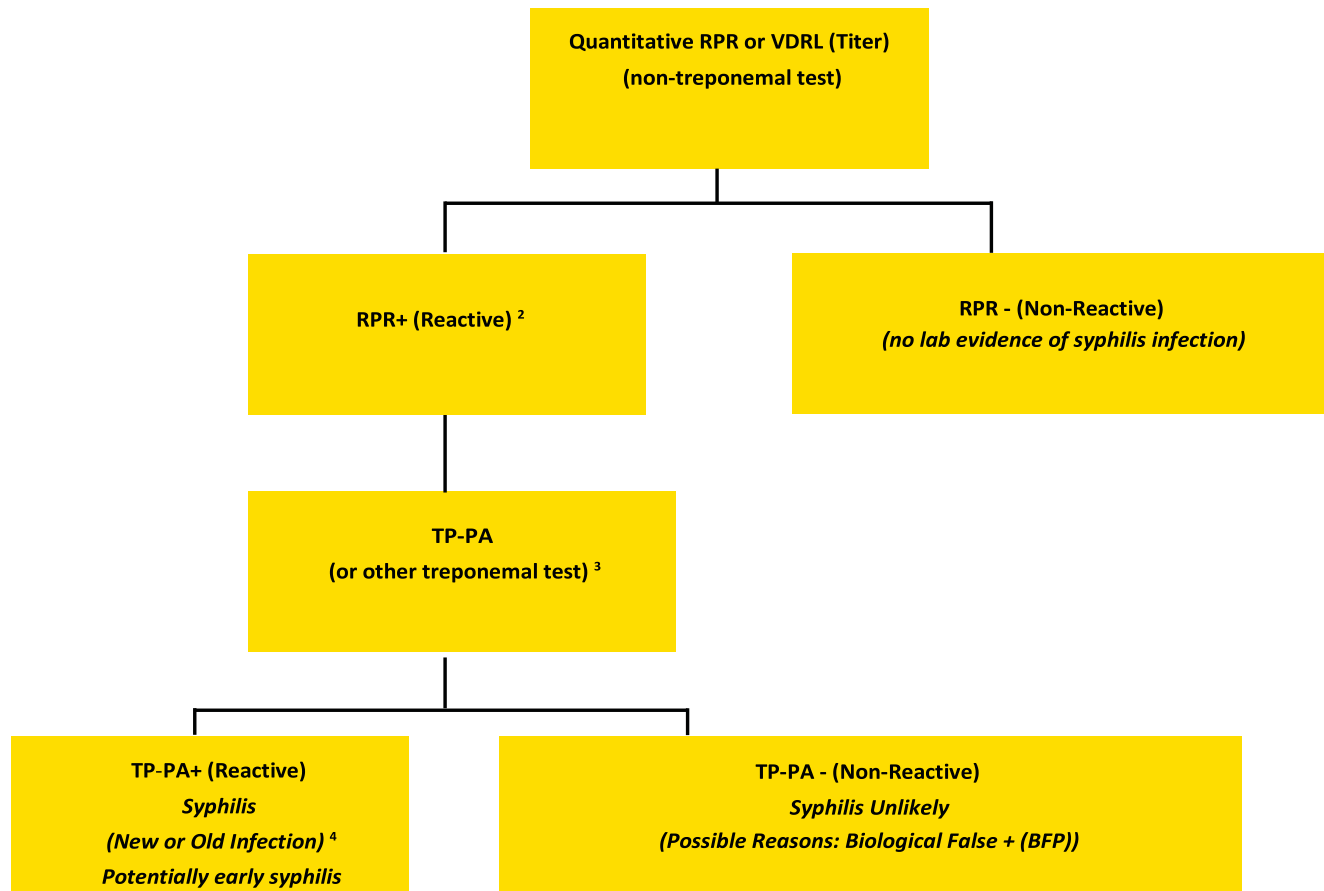 Quantitative RPR or VDRL (Titer)
(non-treponemal test)
RPR+ (Reactive) ²
RPR - (Non-Reactive)
(no lab evidence of syphilis infection)
TP-PA
(or other treponemal test) ³
TP-PA+ (Reactive)
Syphilis
(New or Old Infection) ⁴
Potentially early syphilis
TP-PA - (Non-Reactive)
Syphilis Unlikely
(Possible Reasons: Biological False + (BFP))